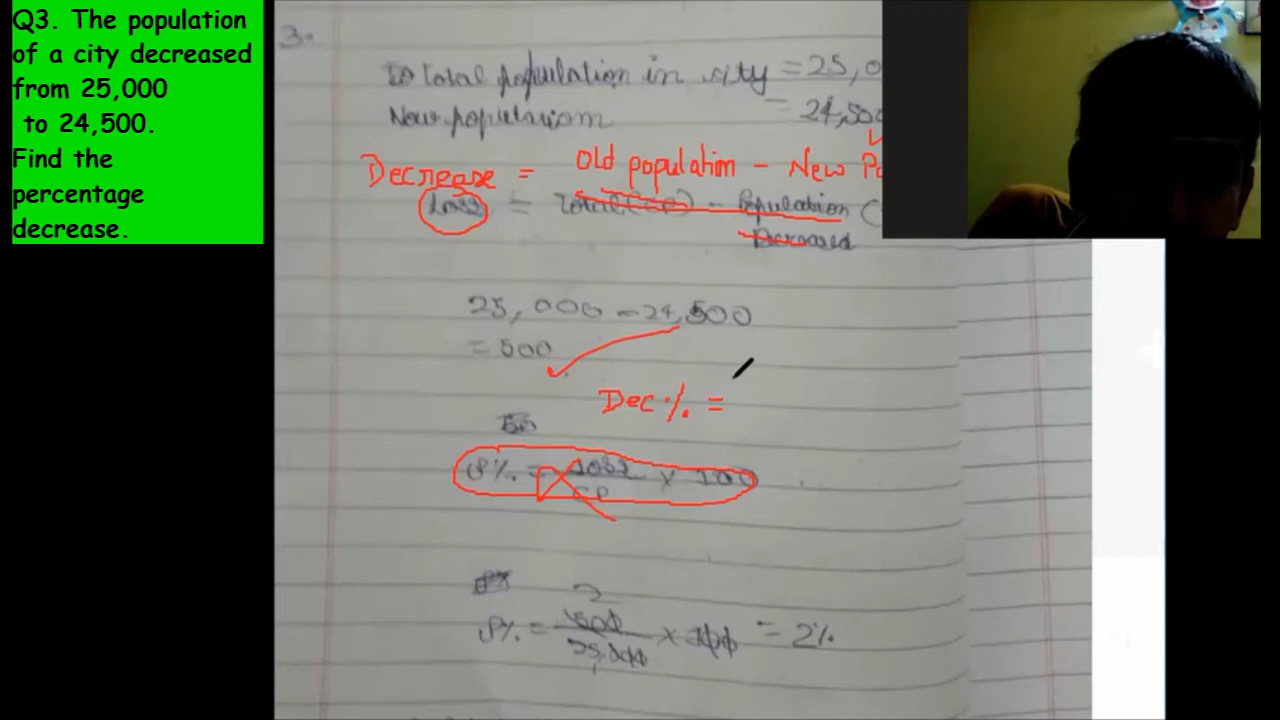 Q3. The population
of a city decreased
from 25,000
to 24,500.
Find the
percentage
decrease.
3.
Total population in city = 25,0
New population = 24,500
Decrease = Old population - New Po
Loss = Total - Population
Decreased
25,000 - 24,500
= 500
Dec % =
50
P% = Loss/CP × 100
P% = 500/25,000 × 100 = 2%
2